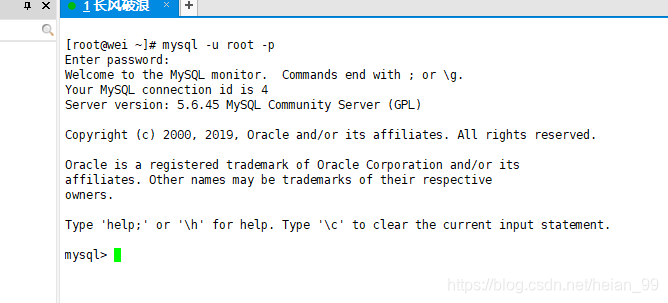 1 长风破浪
[root@wei ~]# mysql -u root -p
Enter password:
Welcome to the MySQL monitor.  Commands end with ; or \g.
Your MySQL connection id is 4
Server version: 5.6.45 MySQL Community Server (GPL)
Copyright (c) 2000, 2019, Oracle and/or its affiliates. All rights reserved.
Oracle is a registered trademark of Oracle Corporation and/or its
affiliates. Other names may be trademarks of their respective
owners.
Type 'help;' or '\h' for help. Type '\c' to clear the current input statement.
mysql>
https://blog.csdn.net/heian_99